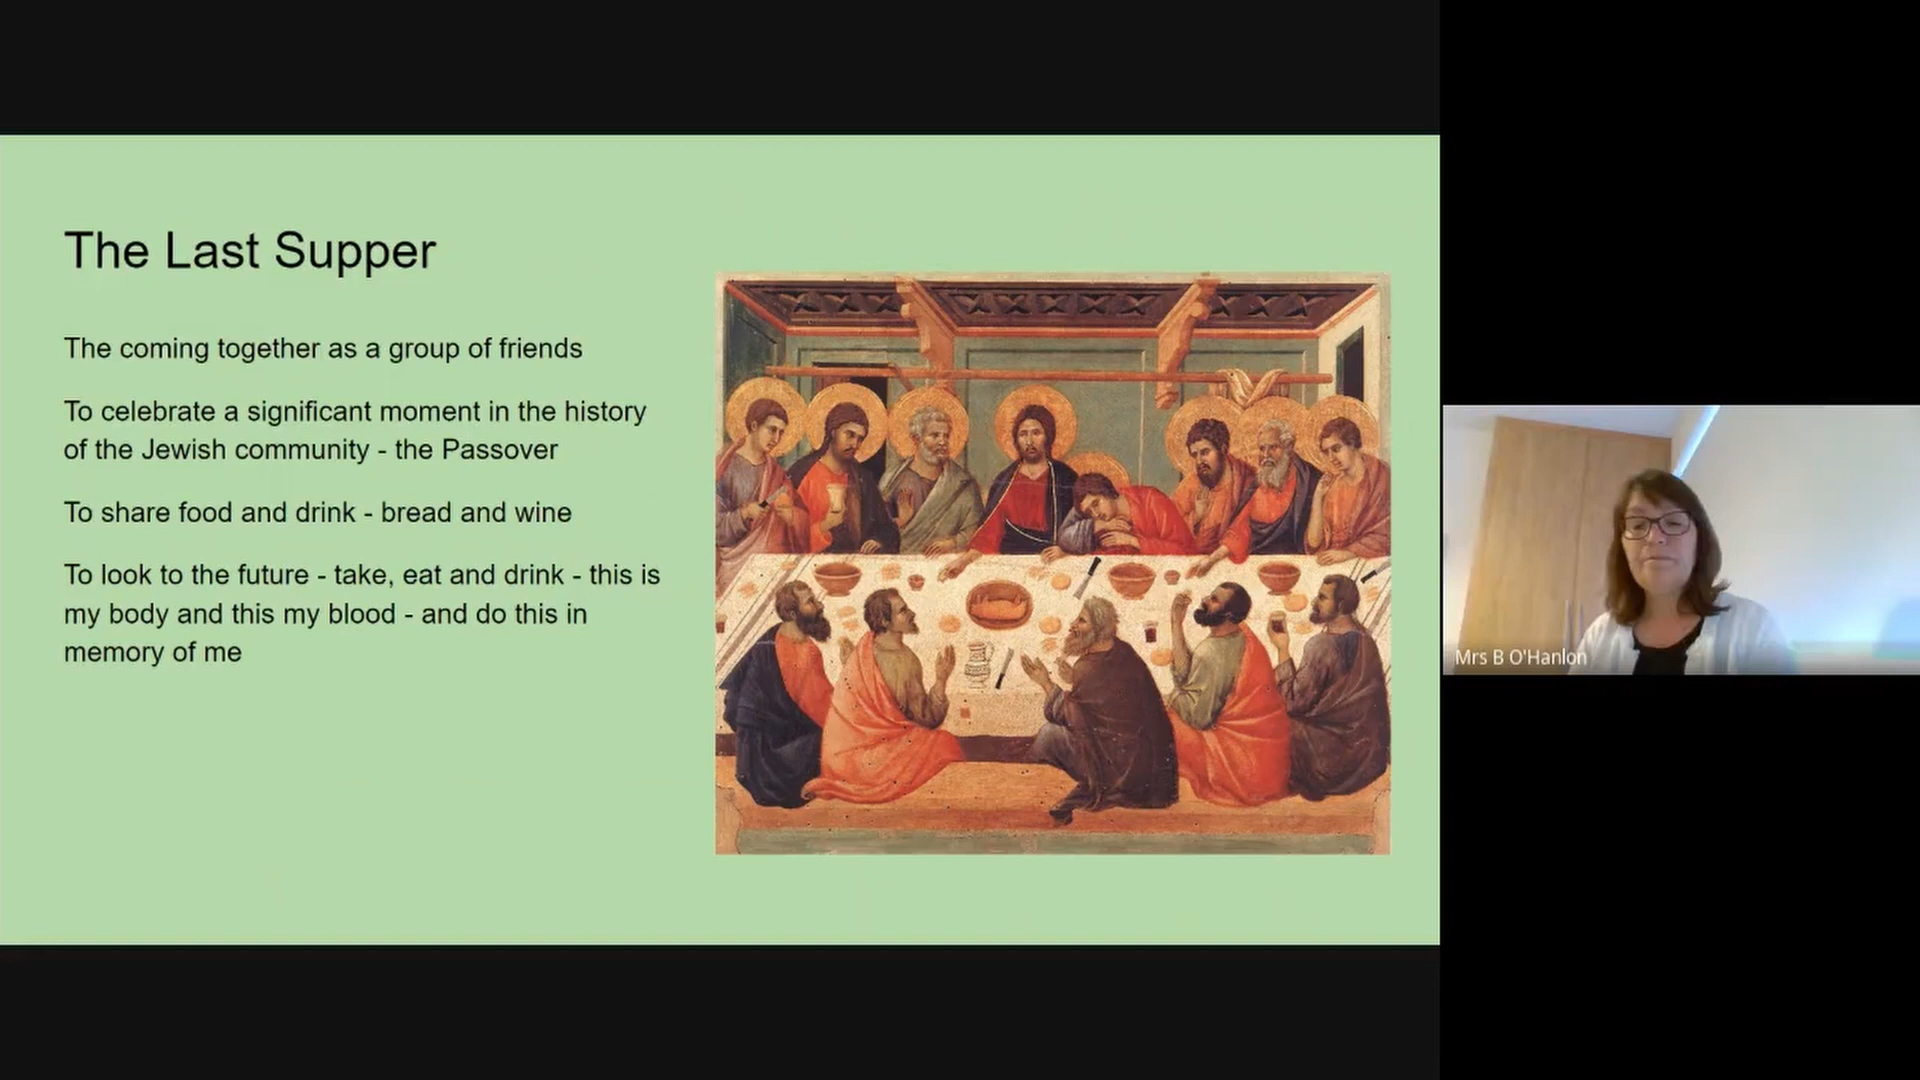 The Last Supper
The coming together as a group of friends
To celebrate a significant moment in the history
of the Jewish community - the Passover
To share food and drink - bread and wine
To look to the future - take, eat and drink - this is
my body and this my blood - and do this in
memory of me
Mrs B O'Hanlon